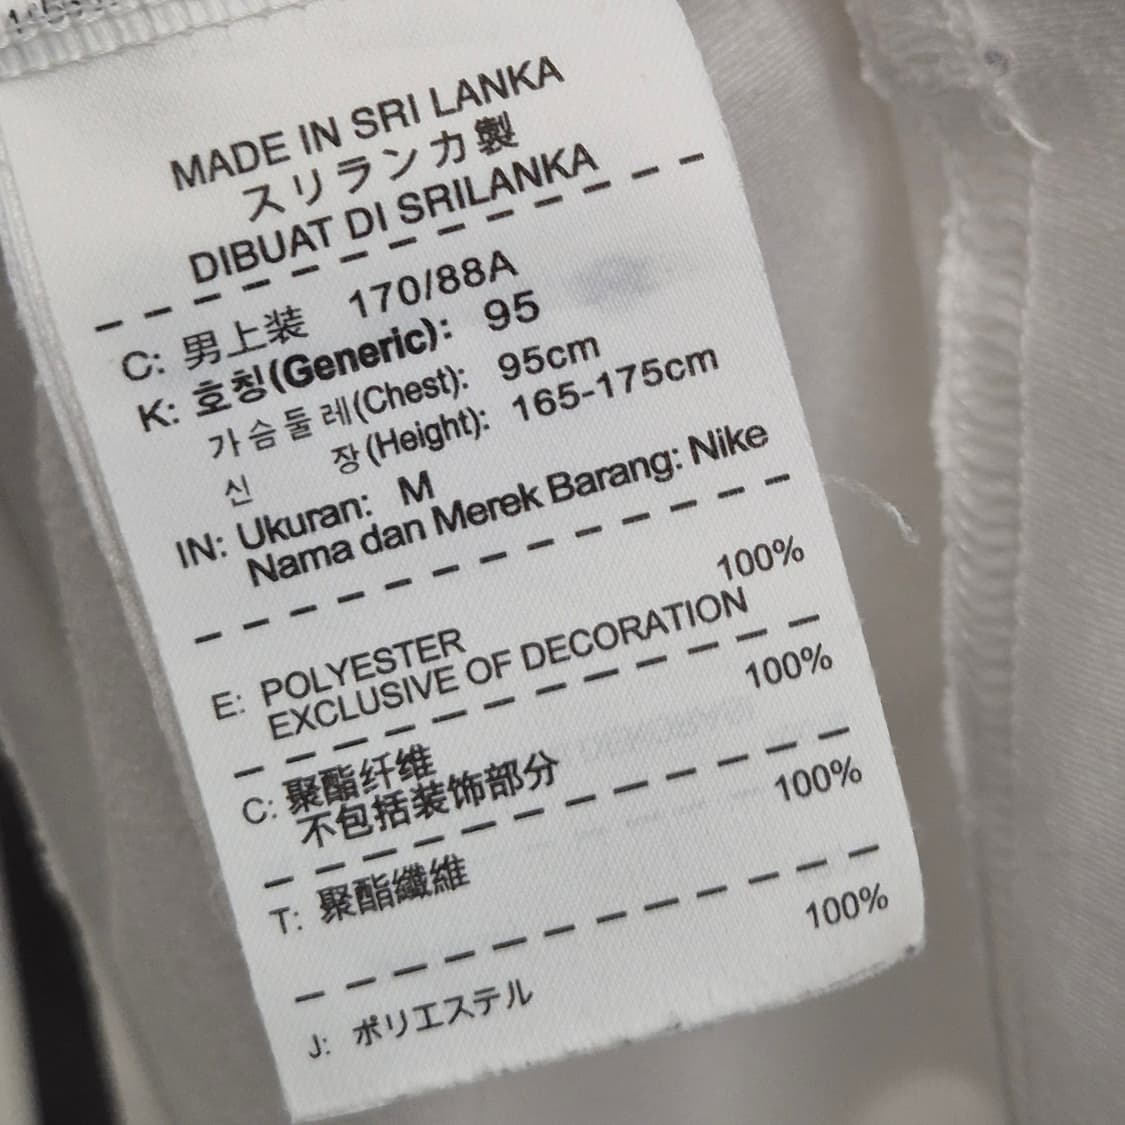 MADE IN SRI LANKA
スリランカ製
DIBUAT DI SRILANKA
C: 男上装 170/88A
K: 호칭(Generic): 95
가슴둘레(Chest): 95cm
신 장(Height): 165-175cm
IN: Ukuran: M
Nama dan Merek Barang: Nike
100%
E: POLYESTER
EXCLUSIVE OF DECORATION
100%
C: 聚酯纤维
不包括装饰部分
100%
T: 聚酯纖維
100%
J: ポリエステル